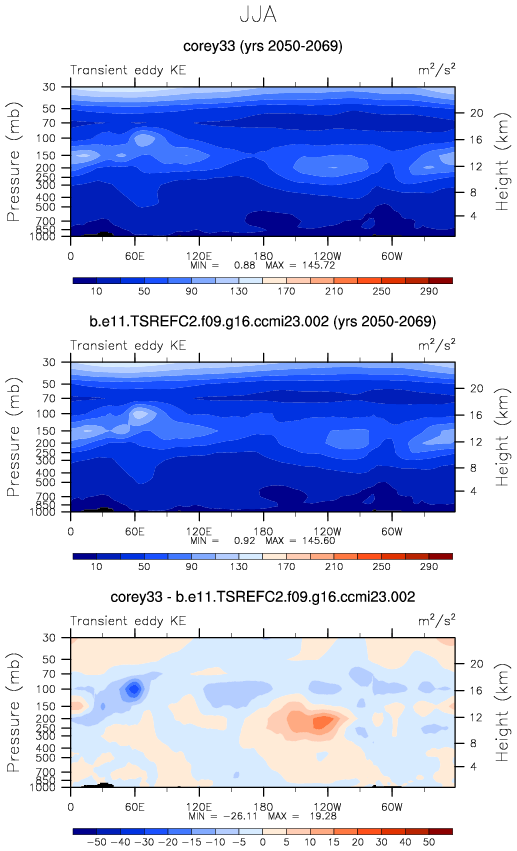 JJA
corey33 (yrs 2050-2069)
Transient eddy KE m²/s²
Pressure (mb)
30
50
70
100
150
200
250
300
400
500
700
850
1000
Height (km)
20
16
12
8
4
0 60E 120E 180 120W 60W
MIN = 0.88 MAX = 145.72
10 50 90 130 170 210 250 290
b.e11.TSREFC2.f09.g16.ccmi23.002 (yrs 2050-2069)
Transient eddy KE m²/s²
Pressure (mb)
30
50
70
100
150
200
250
300
400
500
700
850
1000
Height (km)
20
16
12
8
4
0 60E 120E 180 120W 60W
MIN = 0.92 MAX = 145.60
10 50 90 130 170 210 250 290
corey33 - b.e11.TSREFC2.f09.g16.ccmi23.002
Transient eddy KE m²/s²
Pressure (mb)
30
50
70
100
150
200
250
300
400
500
700
850
1000
Height (km)
20
16
12
8
4
0 60E 120E 180 120W 60W
MIN = -26.11 MAX = 19.28
-50 -40 -30 -20 -15 -10 -5 0 5 10 15 20 30 40 50